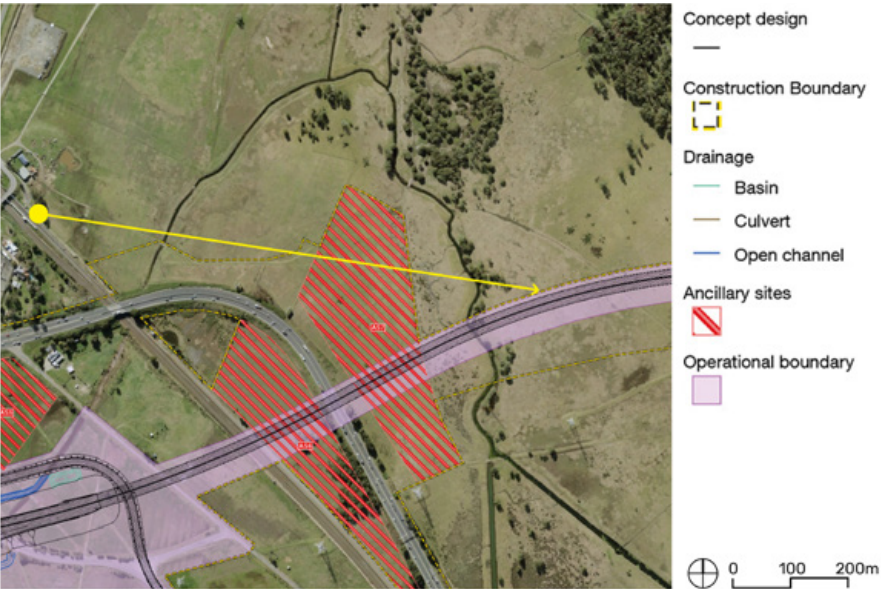 Concept design
Construction Boundary
Drainage
Basin
Culvert
Open channel
Ancillary sites
Operational boundary
0 100 200m